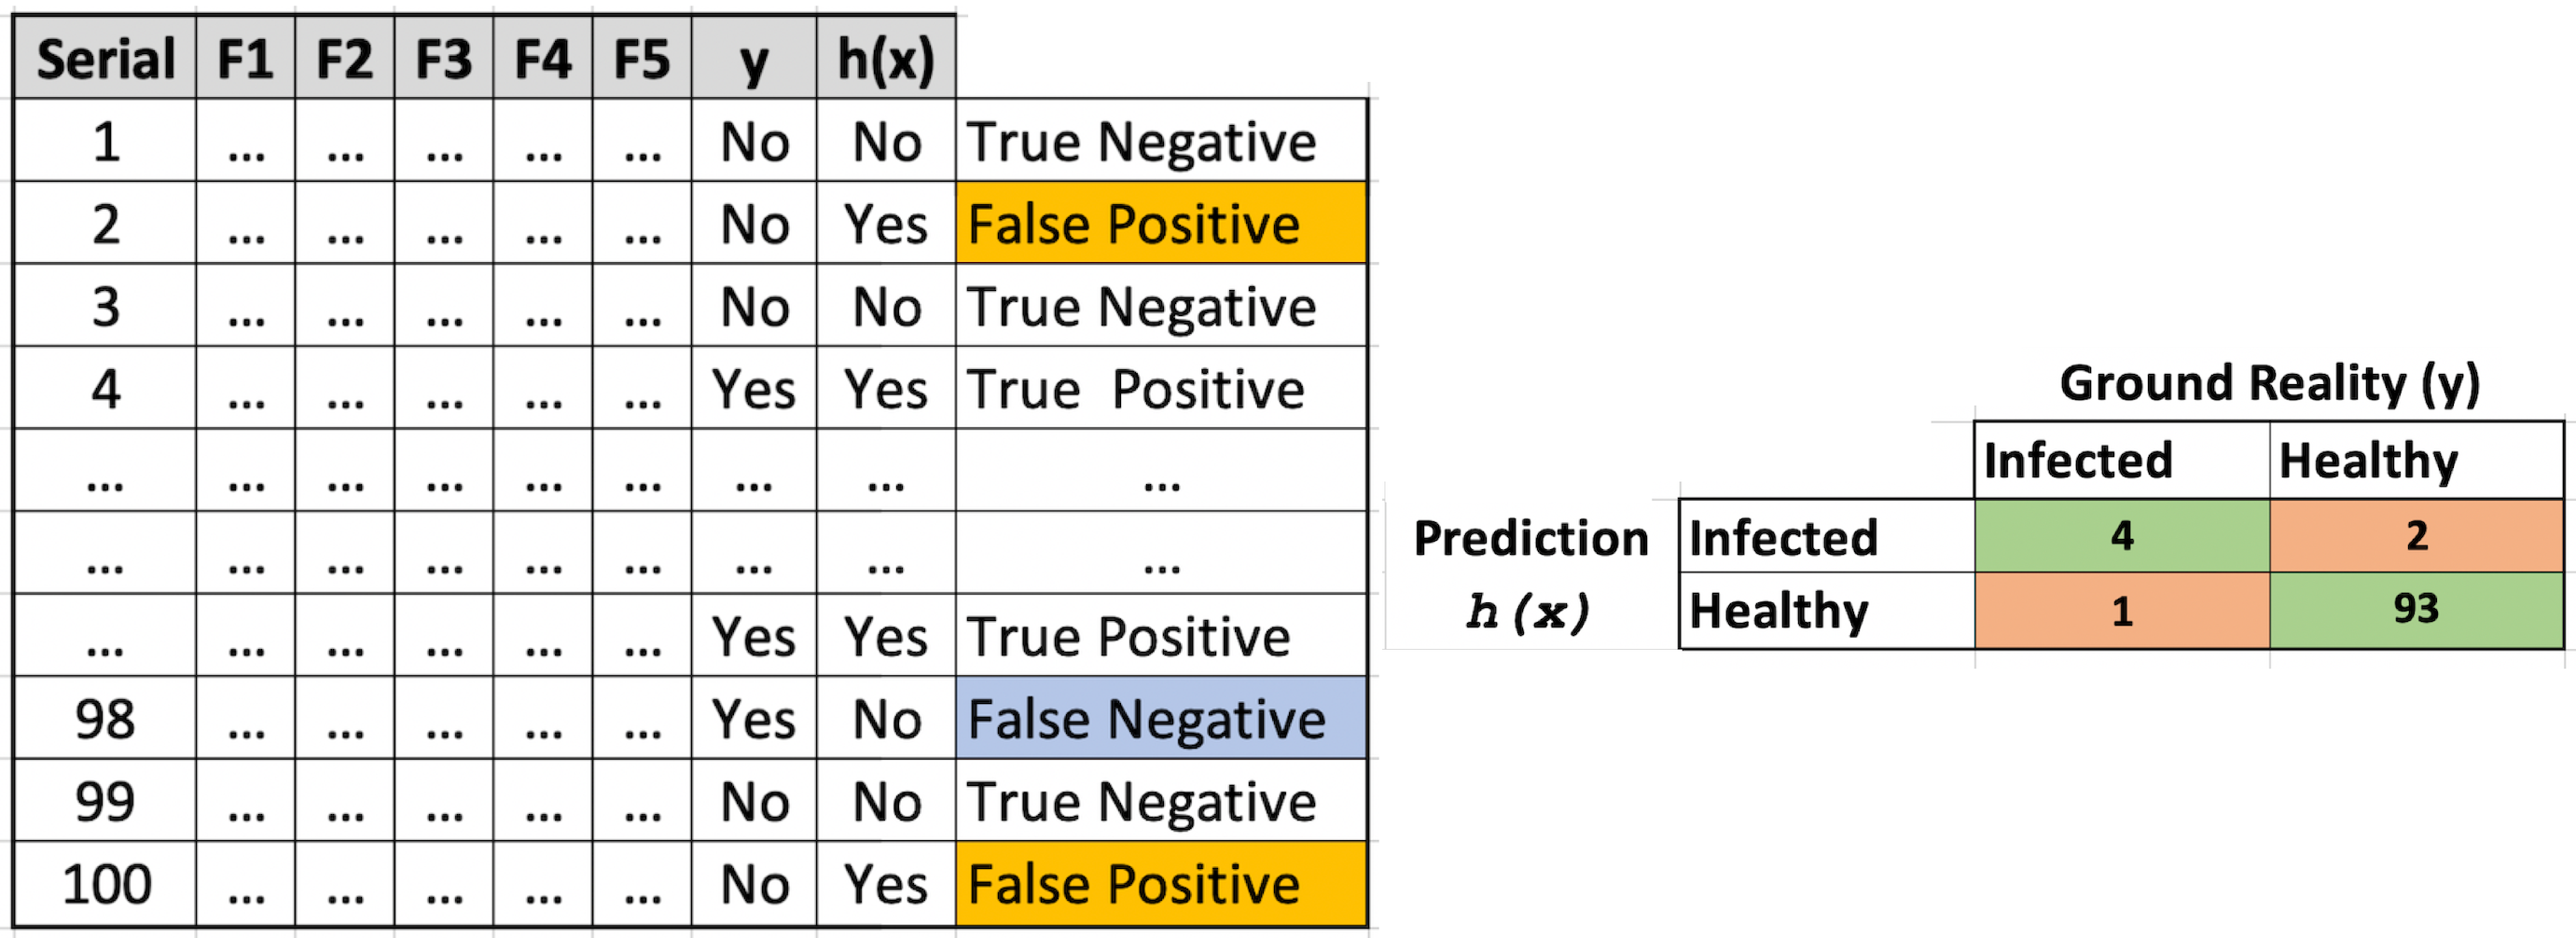 Serial F1 F2 F3 F4 F5 y h(x)
1 ... ... ... ... ... No No True Negative
2 ... ... ... ... ... No Yes False Positive
3 ... ... ... ... ... No No True Negative
4 ... ... ... ... ... Yes Yes True  Positive
... ... ... ... ... ... ... ... ...
... ... ... ... ... ... ... ... ...
... ... ... ... ... ... Yes Yes True Positive
98 ... ... ... ... ... Yes No False Negative
99 ... ... ... ... ... No No True Negative
100 ... ... ... ... ... No Yes False Positive
Ground Reality (y)
Infected Healthy
Prediction Infected 4 2
h(x) Healthy 1 93